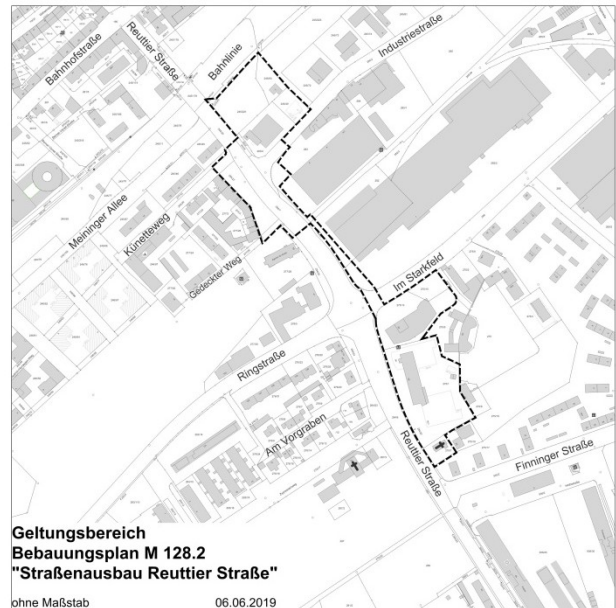 Reuttier Straße
Bahnhofstraße
Bahnlinie
Industriestraße
Meininger Allee
Künetteweg
Gedeckter Weg
Im Starkfeld
Ringstraße
Am Vorgraben
Reuttier Straße
Finninger Straße
Geltungsbereich
Bebauungsplan M 128.2
"Straßenausbau Reuttier Straße"
ohne Maßstab 06.06.2019